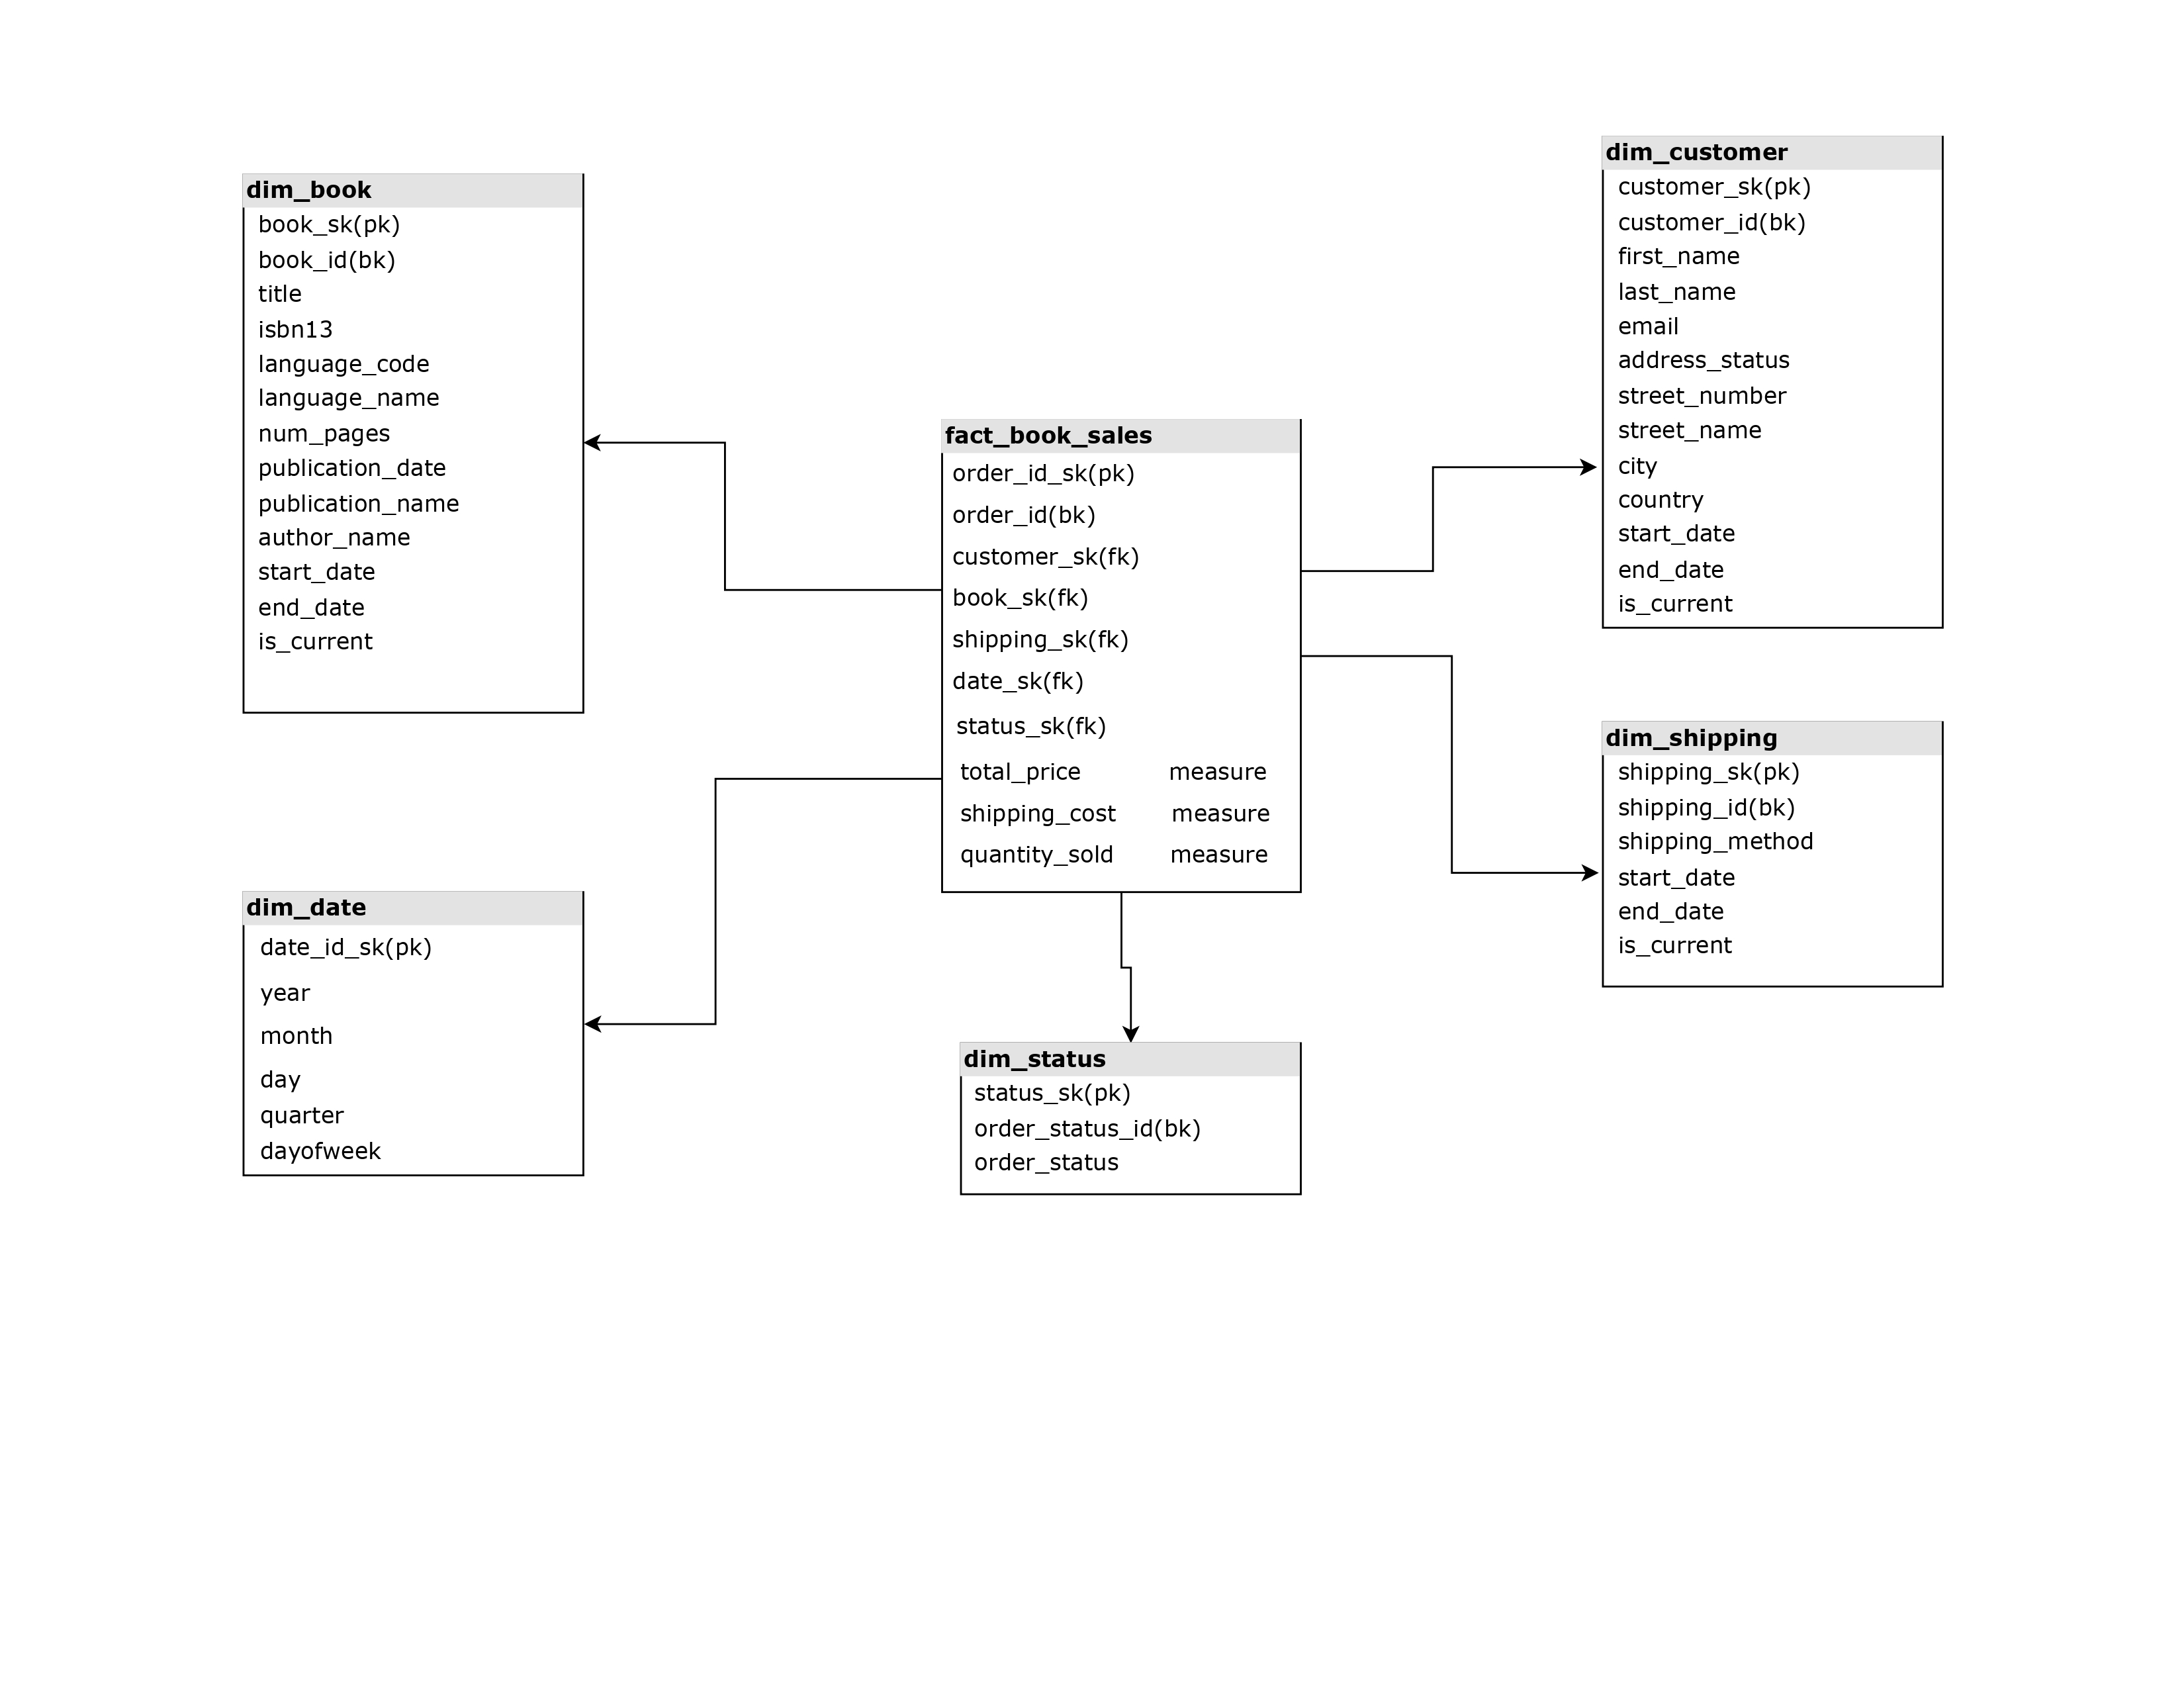 dim_book
book_sk(pk)
book_id(bk)
title
isbn13
language_code
language_name
num_pages
publication_date
publication_name
author_name
start_date
end_date
is_current
dim_date
date_id_sk(pk)
year
month
day
quarter
dayofweek
fact_book_sales
order_id_sk(pk)
order_id(bk)
customer_sk(fk)
book_sk(fk)
shipping_sk(fk)
date_sk(fk)
status_sk(fk)
total_price measure
shipping_cost measure
quantity_sold measure
dim_status
status_sk(pk)
order_status_id(bk)
order_status
dim_customer
customer_sk(pk)
customer_id(bk)
first_name
last_name
email
address_status
street_number
street_name
city
country
start_date
end_date
is_current
dim_shipping
shipping_sk(pk)
shipping_id(bk)
shipping_method
start_date
end_date
is_current